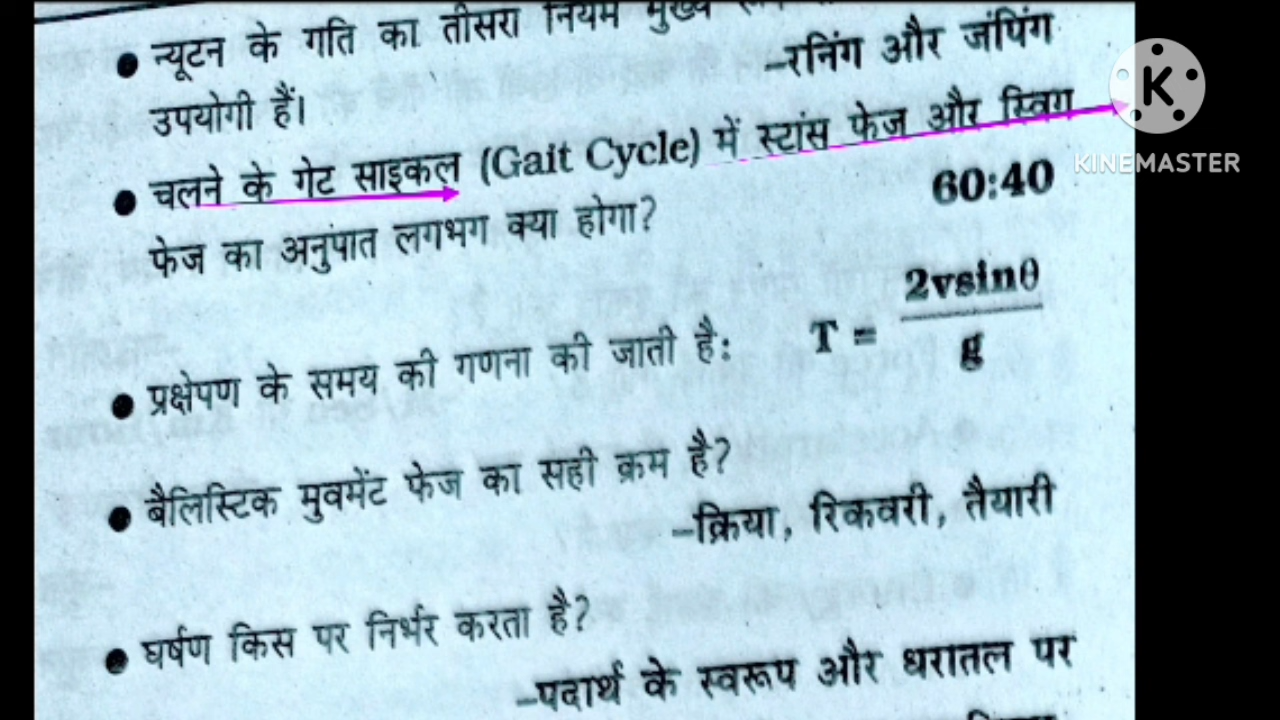 • न्यूटन के गति का तीसरा नियम मुख्य
–रनिंग और जंपिंग
उपयोगी हैं।
• चलने के गेट साइकल (Gait Cycle) में स्टांस फेज और स्विग
60:40
फेज का अनुपात लगभग क्या होगा?
• प्रक्षेपण के समय की गणना की जाती है: T = 2vsinθ / g
• बैलिस्टिक मुवमेंट फेज का सही क्रम है?
–क्रिया, रिकवरी, तैयारी
• घर्षण किस पर निर्भर करता है?
–पदार्थ के स्वरूप और धरातल पर
K
KINEMASTER